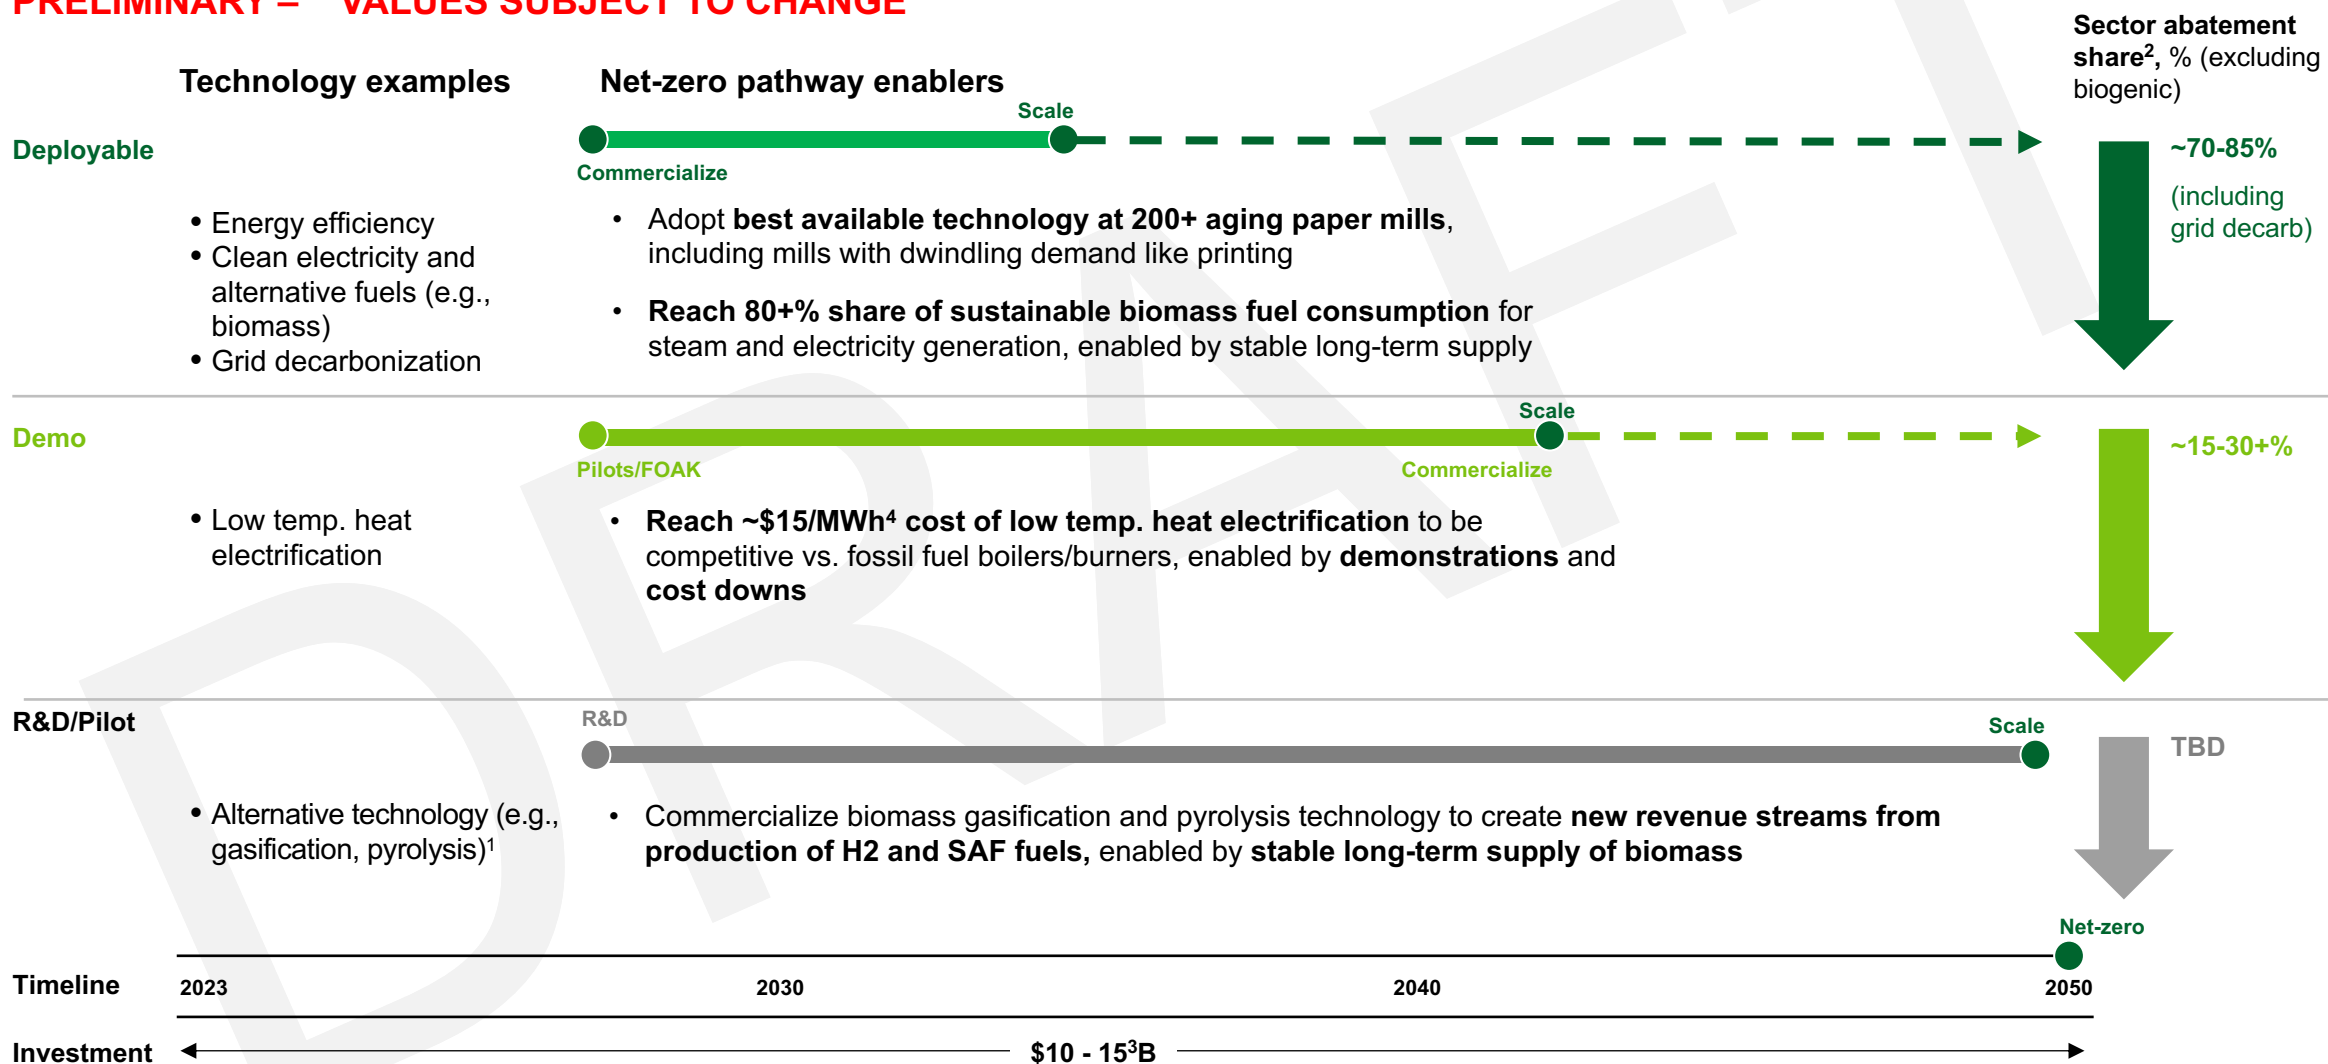 PRELIMINARY – VALUES SUBJECT TO CHANGE
Sector abatement
share², % (excluding
biogenic)
Technology examples
Net-zero pathway enablers
Deployable
Commercialize
Scale
~70-85%
(including
grid decarb)
• Energy efficiency
• Clean electricity and
alternative fuels (e.g.,
biomass)
• Grid decarbonization
• Adopt best available technology at 200+ aging paper mills,
including mills with dwindling demand like printing
• Reach 80+% share of sustainable biomass fuel consumption for
steam and electricity generation, enabled by stable long-term supply
Demo
Pilots/FOAK
Commercialize
Scale
~15-30+%
• Low temp. heat
electrification
• Reach ~$15/MWh⁴ cost of low temp. heat electrification to be
competitive vs. fossil fuel boilers/burners, enabled by demonstrations and
cost downs
R&D/Pilot
R&D
Scale
TBD
• Alternative technology (e.g.,
gasification, pyrolysis)¹
• Commercialize biomass gasification and pyrolysis technology to create new revenue streams from
production of H2 and SAF fuels, enabled by stable long-term supply of biomass
Net-zero
Timeline
2023
2030
2040
2050
Investment
$10 - 15³B
DRAFT